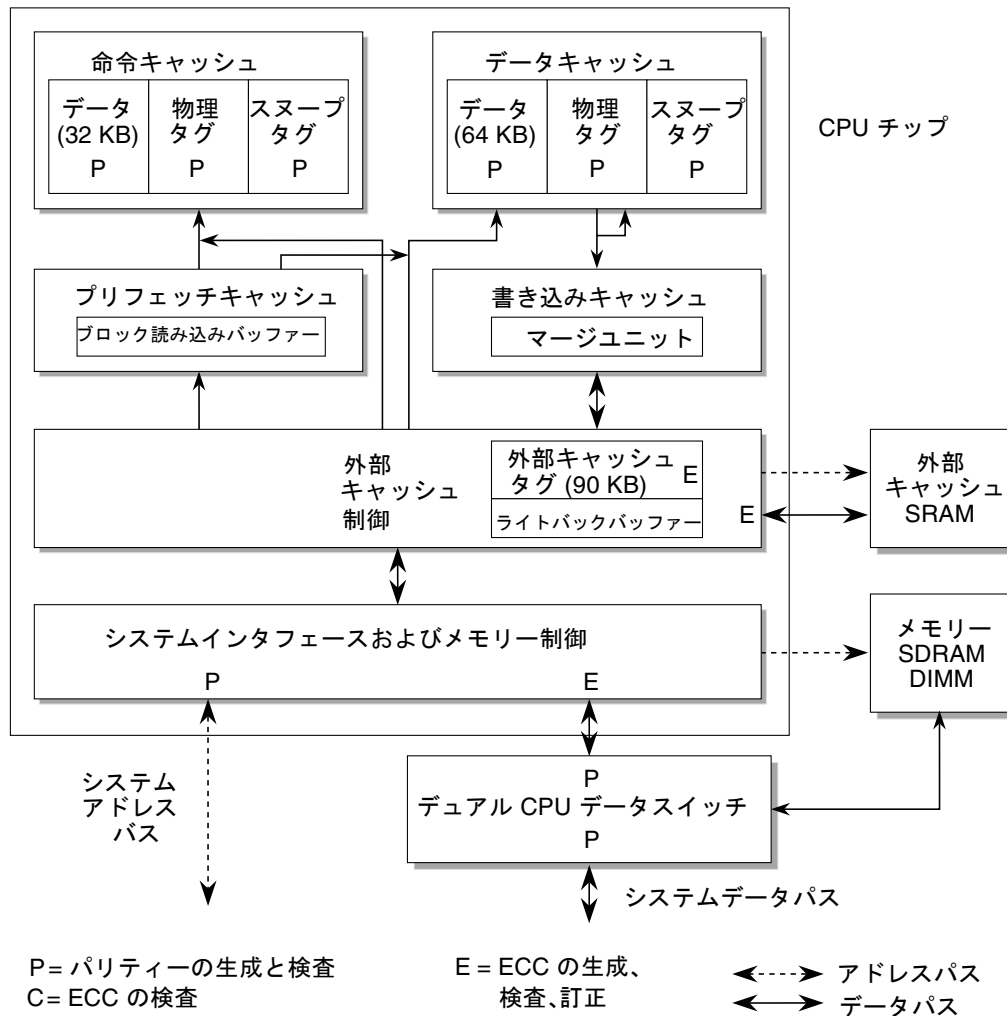 命令キャッシュ
データ
(32 KB)
P
物理
タグ
P
スヌープ
タグ
P
データキャッシュ
データ
(64 KB)
P
物理
タグ
P
スヌープ
タグ
P
CPU チップ
プリフェッチキャッシュ
ブロック読み込みバッファー
書き込みキャッシュ
マージユニット
外部
キャッシュ
制御
外部キャッシュ
タグ (90 KB)
E
ライトバックバッファー
E
外部
キャッシュ
SRAM
システムインタフェースおよびメモリー制御
P
E
メモリー
SDRAM
DIMM
システム
アドレス
バス
P
デュアル CPU データスイッチ
P
システムデータパス
P= パリティーの生成と検査
C= ECC の検査
E = ECC の生成、
検査、訂正
アドレスパス
データパス